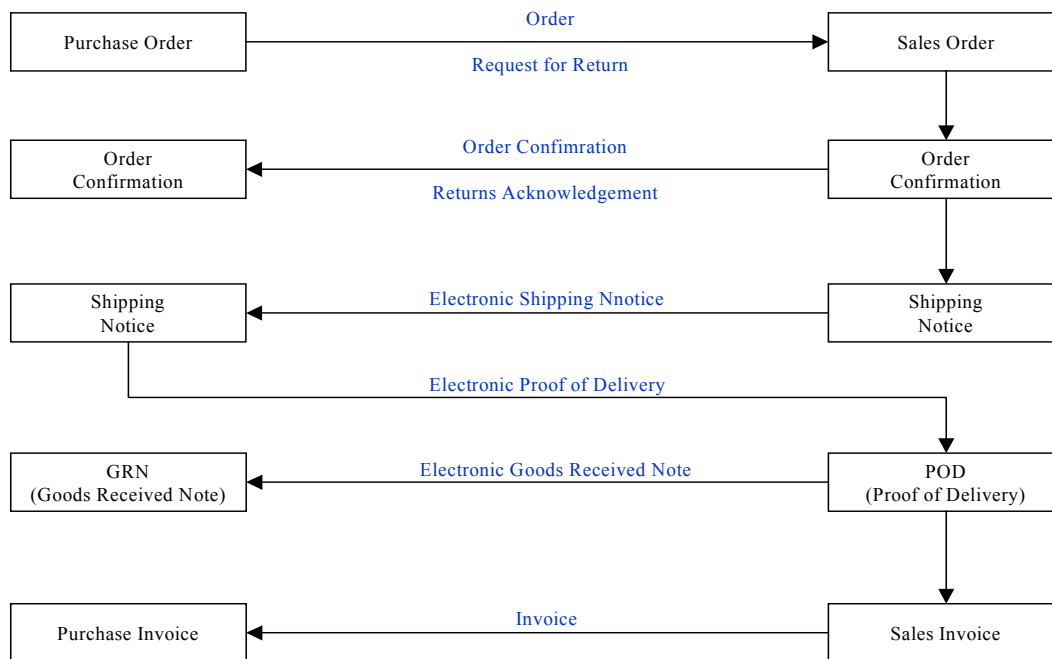 Order
Purchase Order
Sales Order
Request for Return
Order Confimration
Order
Confirmation
Order
Confirmation
Returns Acknowledgement
Electronic Shipping Nnotice
Shipping
Notice
Shipping
Notice
Electronic Proof of Delivery
Electronic Goods Received Note
GRN
(Goods Received Note)
POD
(Proof of Delivery)
Invoice
Purchase Invoice
Sales Invoice